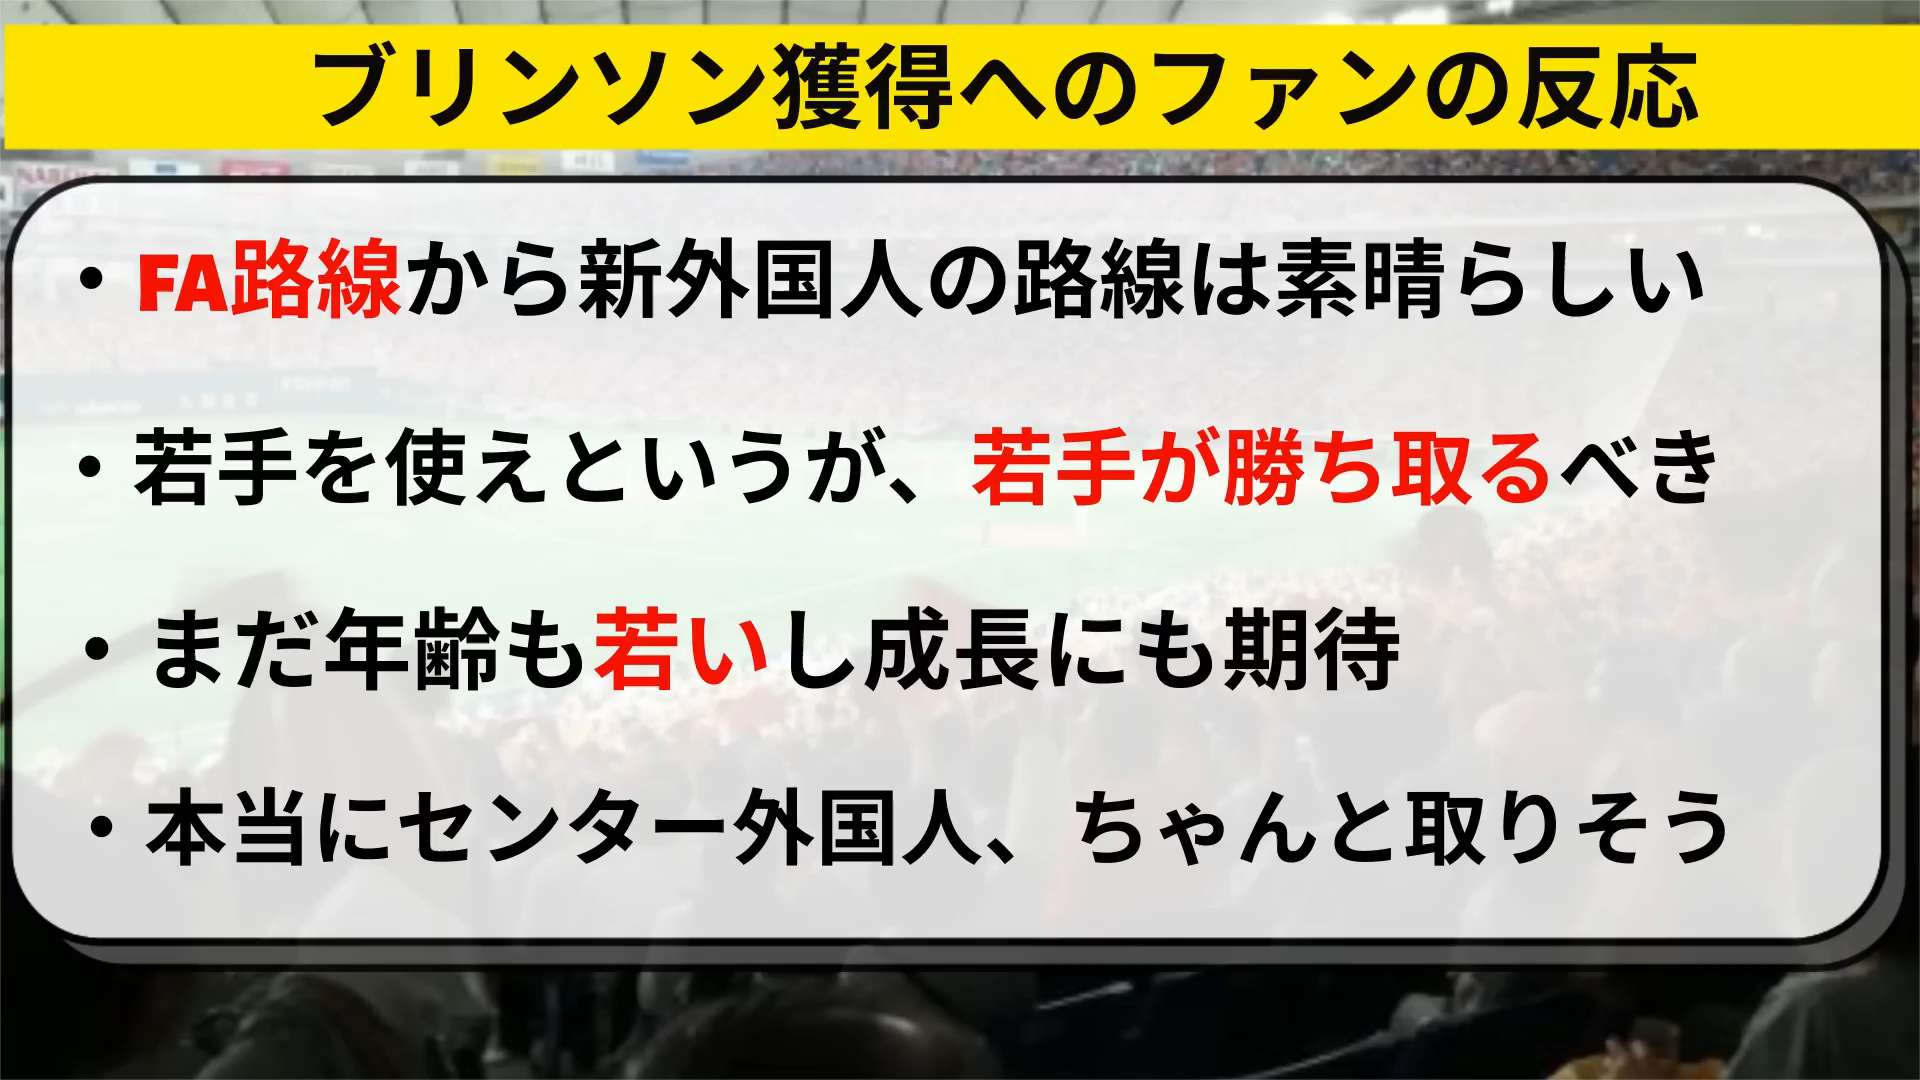 ブリンソン獲得へのファンの反応
・FA路線から新外国人の路線は素晴らしい
・若手を使えというが、若手が勝ち取るべき
・まだ年齢も若いし成長にも期待
・本当にセンター外国人、ちゃんと取りそう